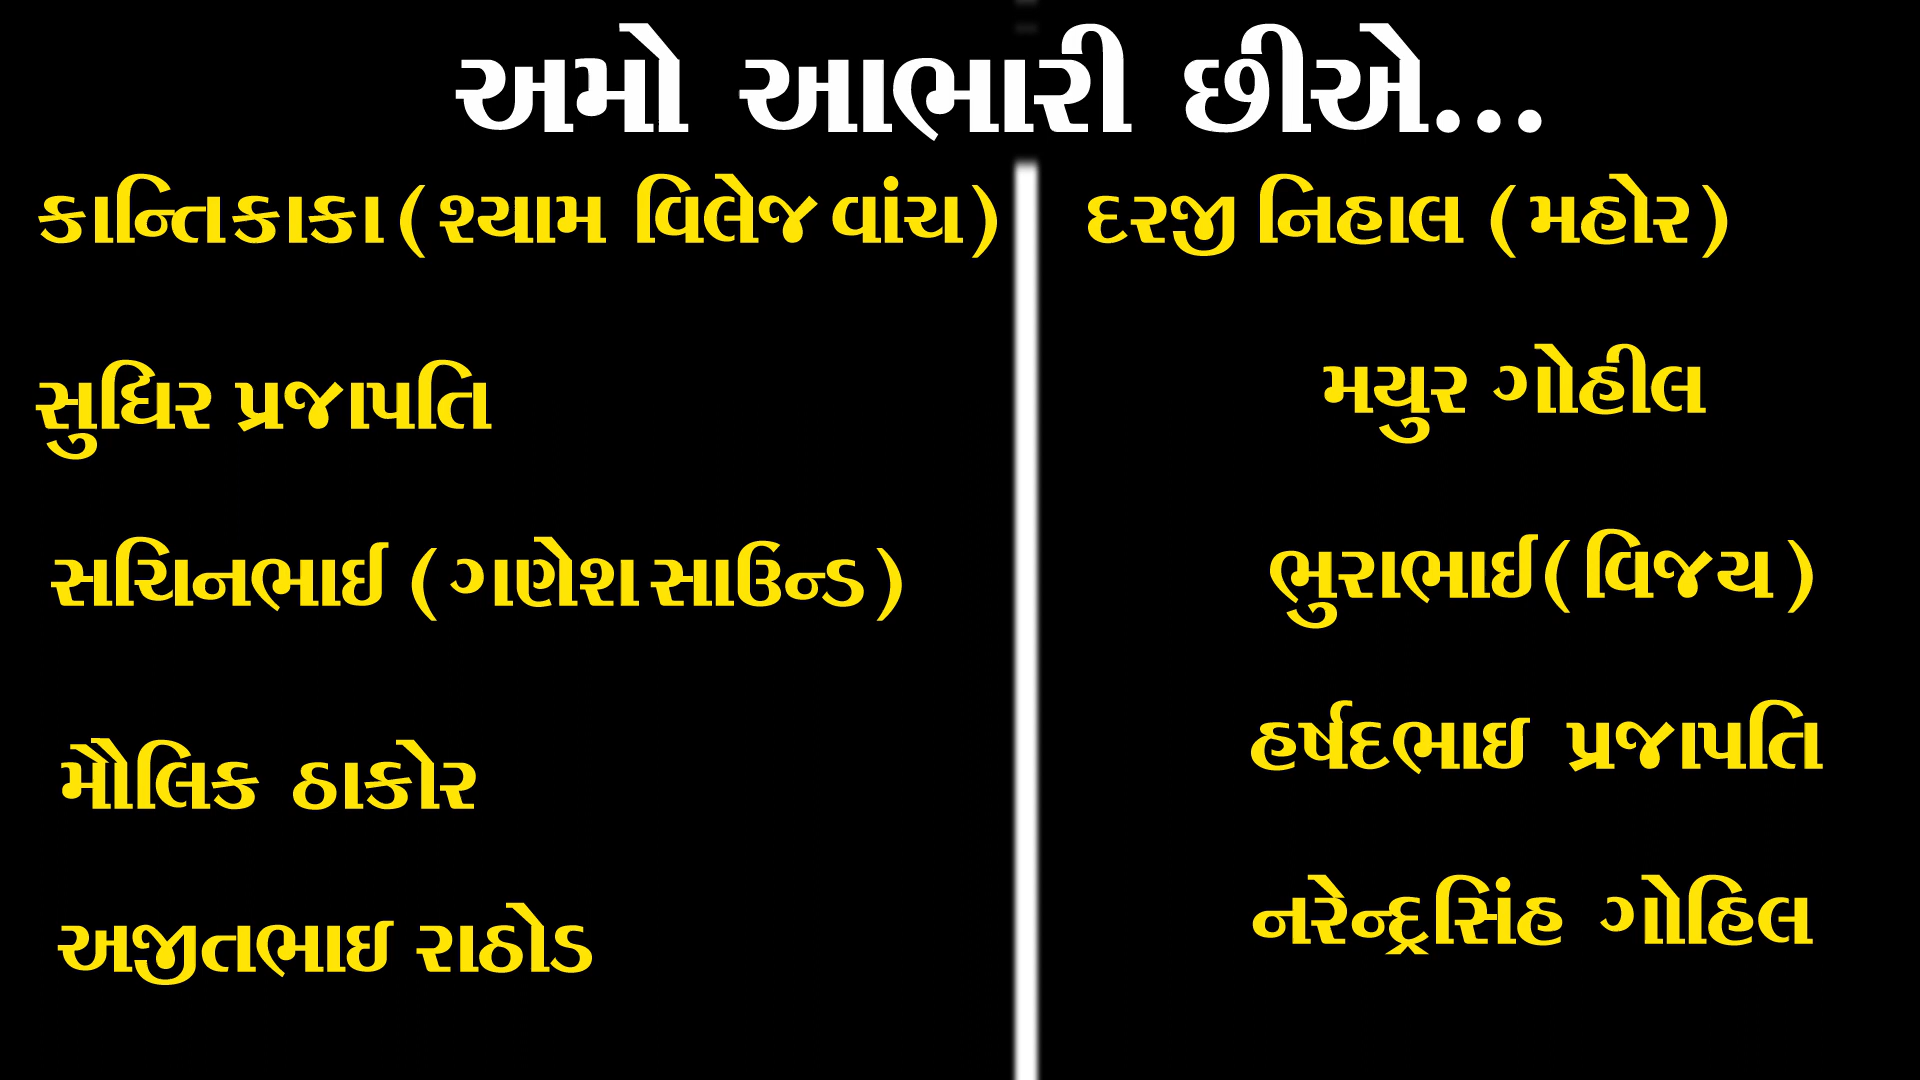 અમો આભારી છીએ...
કાન્તિકાકા (શ્યામ વિલેજ વાંચ)
સુધિર પ્રજાપતિ
સચિનભાઈ (ગણેશ સાઉન્ડ)
મૌલિક ઠાકોર
અજીતભાઇ રાઠોડ
દરજી નિહાલ (મહોર)
મયુર ગોહીલ
ભુરાભાઈ(વિજય)
હર્ષદભાઇ પ્રજાપતિ
નરેન્દ્રસિંહ ગોહિલ